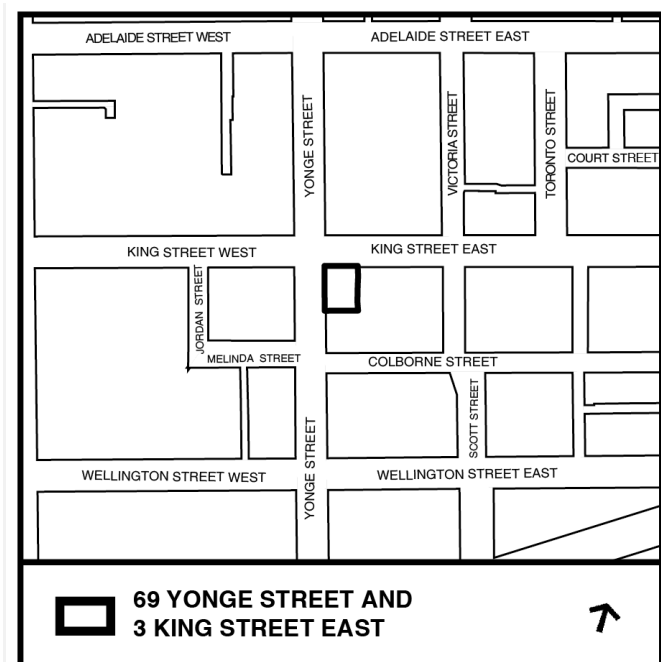 ADELAIDE STREET WEST
ADELAIDE STREET EAST
YONGE STREET
VICTORIA STREET
TORONTO STREET
COURT STREET
KING STREET WEST
KING STREET EAST
JORDAN STREET
MELINDA STREET
COLBORNE STREET
SCOTT STREET
YONGE STREET
WELLINGTON STREET WEST
WELLINGTON STREET EAST
69 YONGE STREET AND
3 KING STREET EAST